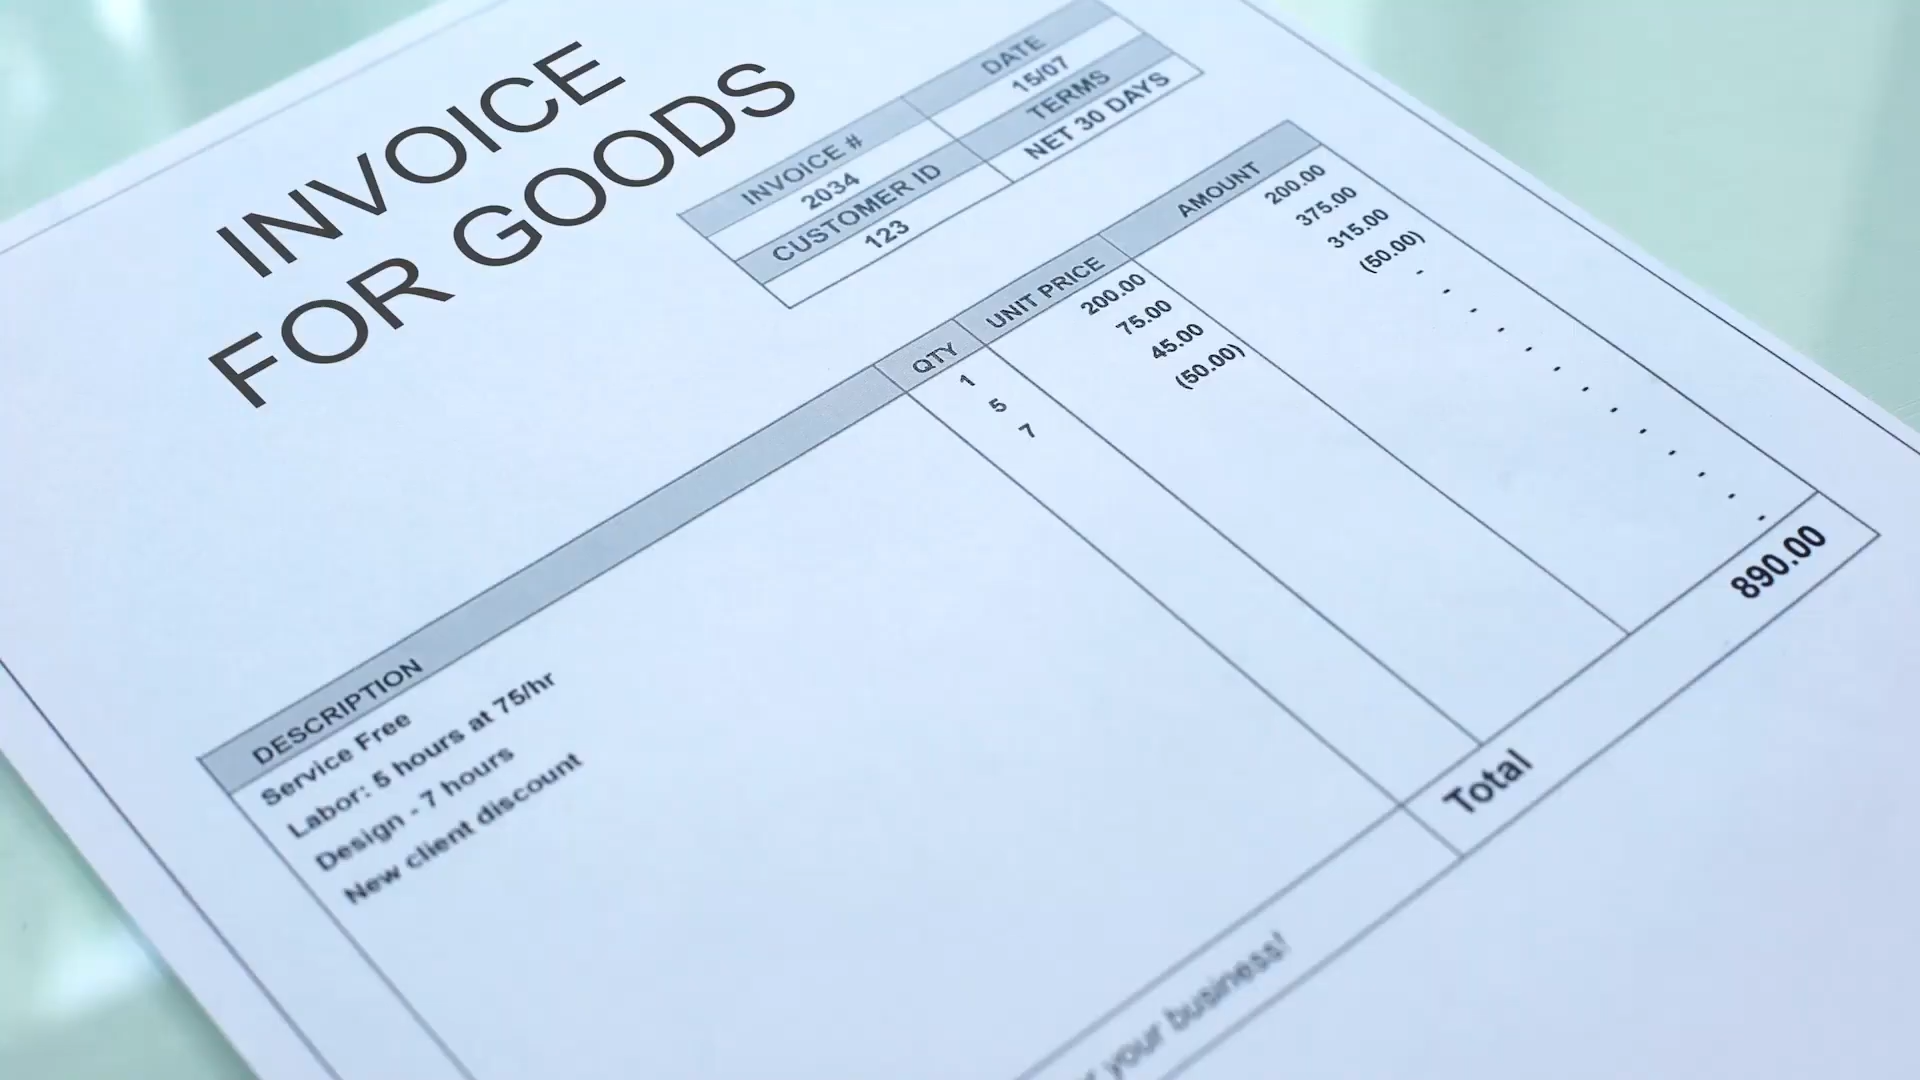 INVOICE
FOR GOODS
INVOICE # DATE
2034 15/07
CUSTOMER ID TERMS
123 NET 30 DAYS
DESCRIPTION QTY UNIT PRICE AMOUNT
Service Free 1 200.00 200.00
Labor: 5 hours at 75/hr 5 75.00 375.00
Design - 7 hours 7 45.00 315.00
New client discount (50.00) (50.00)
-
-
-
-
-
-
-
-
-
-
-
-
-
Total 890.00
your business!